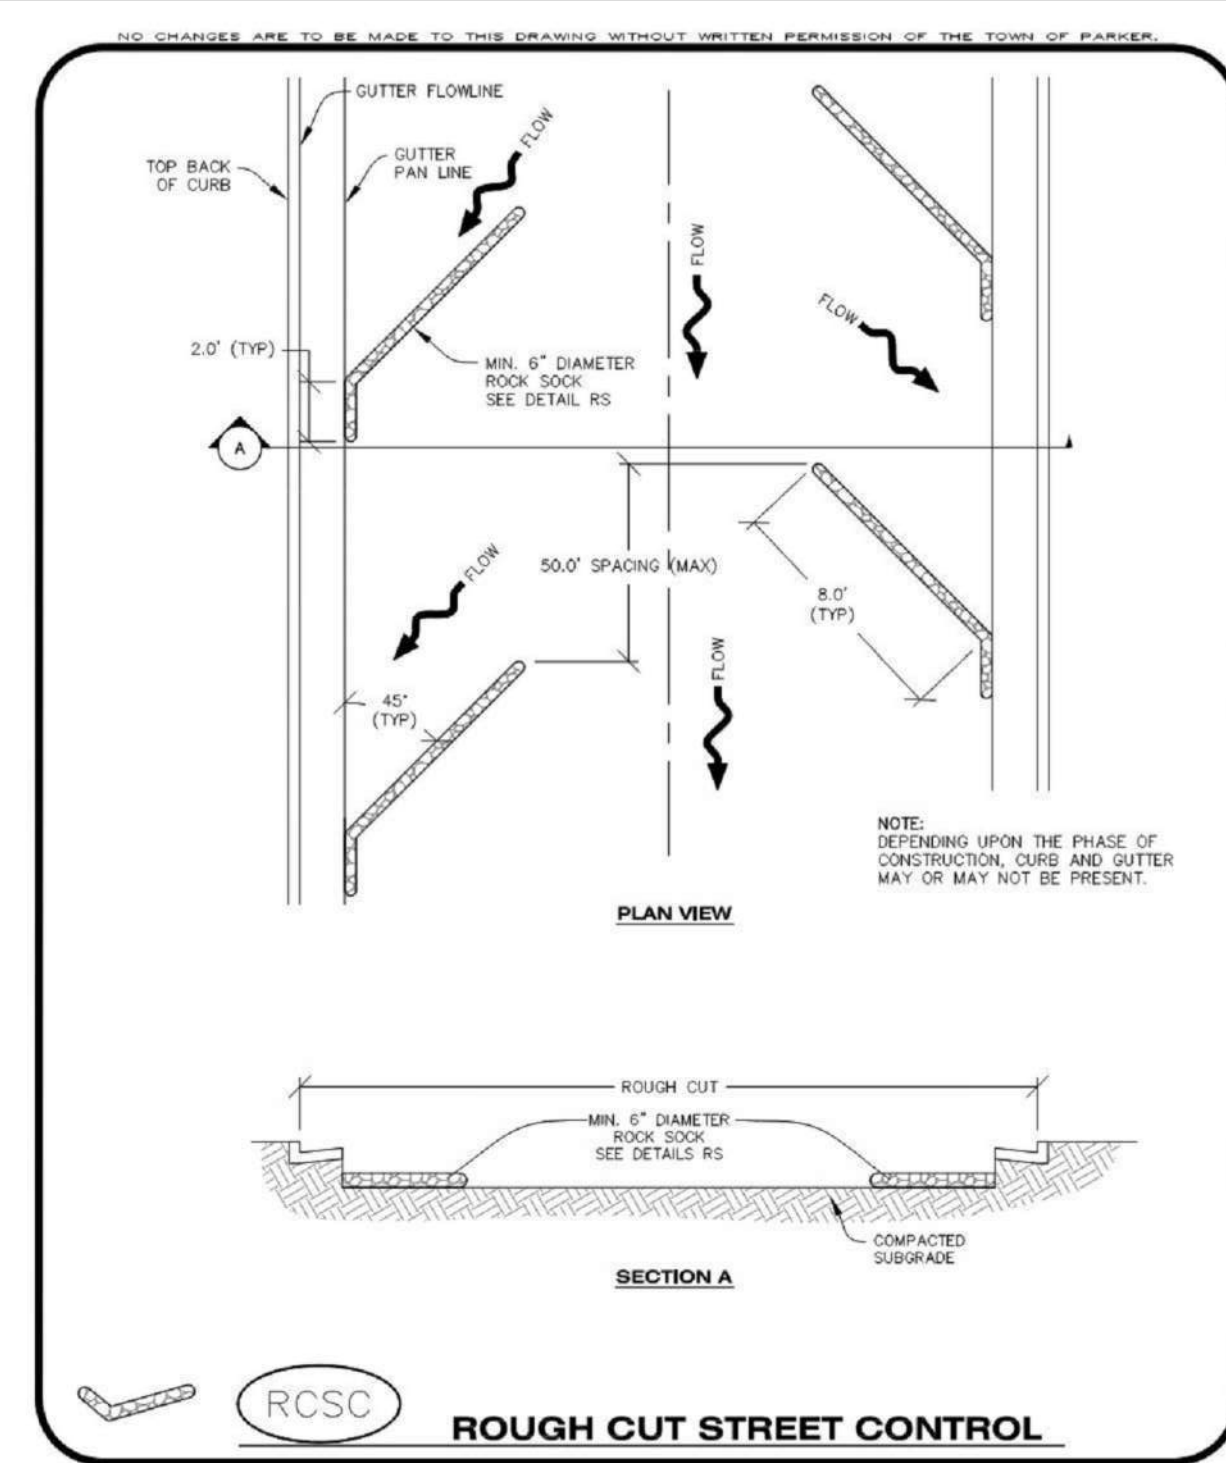 NO CHANGES ARE TO BE MADE TO THIS DRAWING WITHOUT WRITTEN PERMISSION OF THE TOWN OF PARKER.
GUTTER FLOWLINE
TOP BACK
OF CURB
GUTTER
PAN LINE
FLOW
FLOW
FLOW
2.0' (TYP)
MIN. 6" DIAMETER
ROCK SOCK
SEE DETAIL RS
A
FLOW
50.0' SPACING (MAX)
8.0'
(TYP)
FLOW
45°
(TYP)
NOTE:
DEPENDING UPON THE PHASE OF
CONSTRUCTION, CURB AND GUTTER
MAY OR MAY NOT BE PRESENT.
PLAN VIEW
ROUGH CUT
MIN. 6" DIAMETER
ROCK SOCK
SEE DETAILS RS
COMPACTED
SUBGRADE
SECTION A
RCSC
ROUGH CUT STREET CONTROL